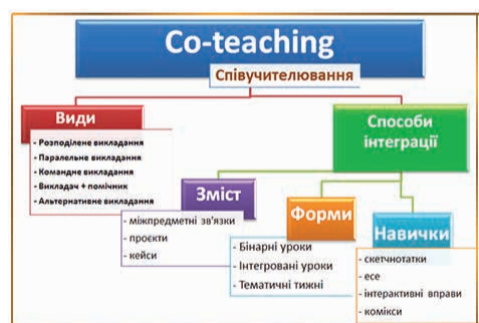 Co-teaching
Співучителювання
Види
- Розподілене викладання
- Паралельне викладання
- Командне викладання
- Викладач + помічник
- Альтернативне викладання
Способи
інтеграції
Зміст
- міжпредметні зв'язки
- проєкти
- кейси
Форми
- Бінарні уроки
- Інтегровані уроки
- Тематичні тижні
Навички
- скетчнотатки
- есе
- інтерактивні вправи
- комікси